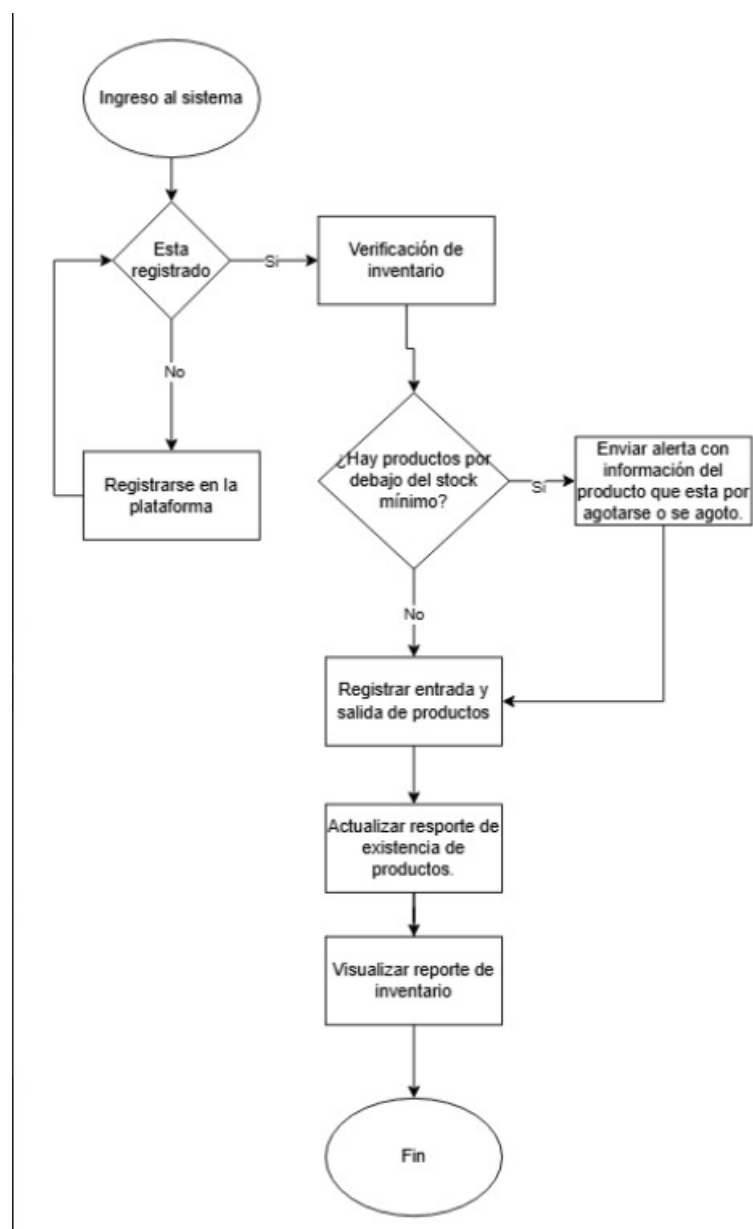 Ingreso al sistema
Esta
registrado
Si
Verificación de
inventario
No
Registrarse en la
plataforma
¿Hay productos por
debajo del stock
mínimo?
Si
Enviar alerta con
información del
producto que esta por
agotarse o se agoto.
No
Registrar entrada y
salida de productos
Actualizar resporte de
existencia de
productos.
Visualizar reporte de
inventario
Fin